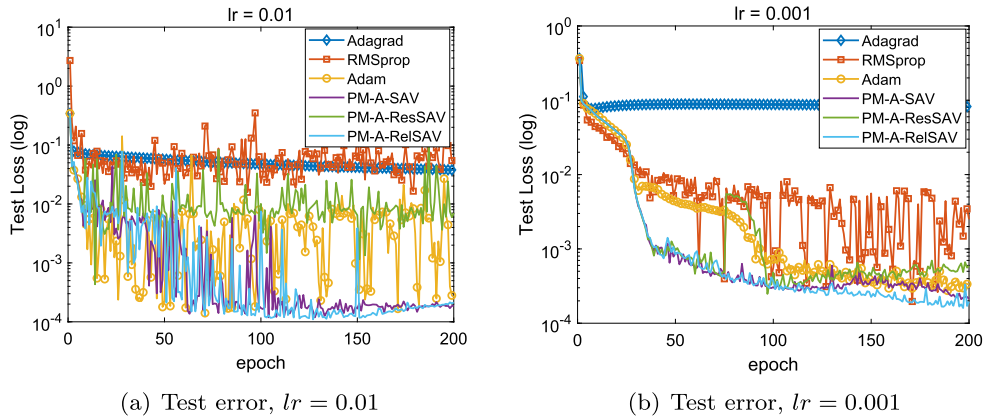 lr = 0.01
Test Loss (log)
10^1
10^0
10^-1
10^-2
10^-3
10^-4
0 50 100 150 200
epoch
Adagrad
RMSprop
Adam
PM-A-SAV
PM-A-ResSAV
PM-A-RelSAV
(a) Test error, lr = 0.01
lr = 0.001
Test Loss (log)
10^0
10^-1
10^-2
10^-3
10^-4
0 50 100 150 200
epoch
Adagrad
RMSprop
Adam
PM-A-SAV
PM-A-ResSAV
PM-A-RelSAV
(b) Test error, lr = 0.001